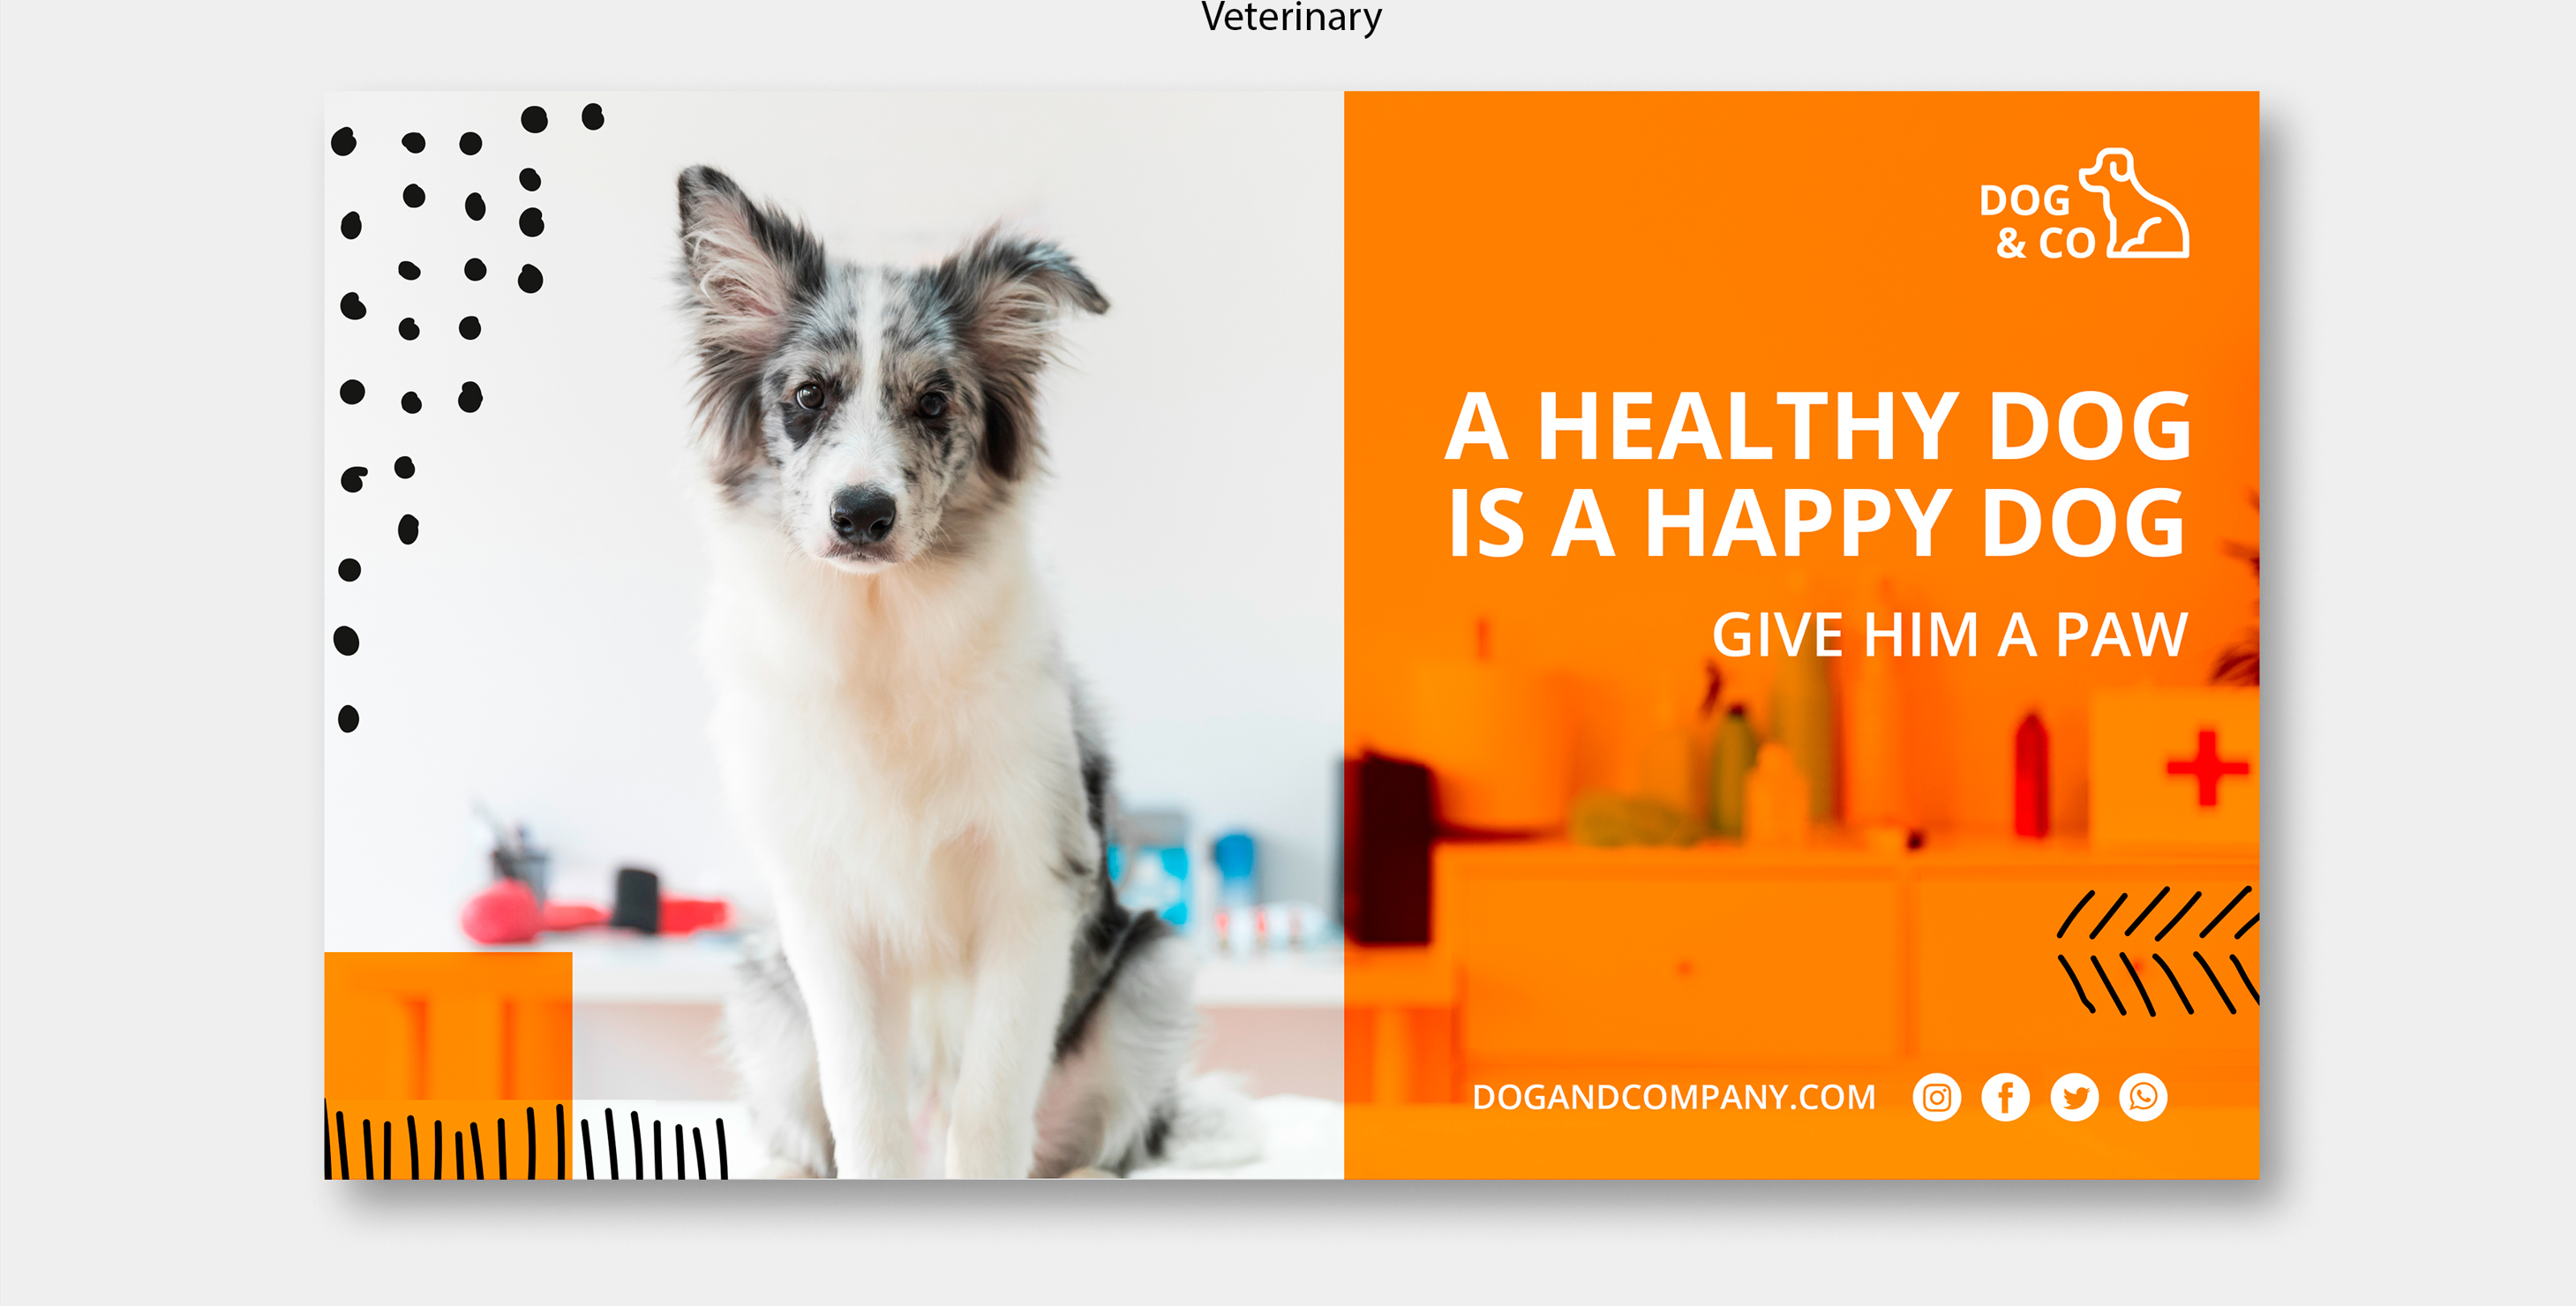 Veterinary
DOG
& CO
A HEALTHY DOG
IS A HAPPY DOG
GIVE HIM A PAW
DOGANDCOMPANY.COM